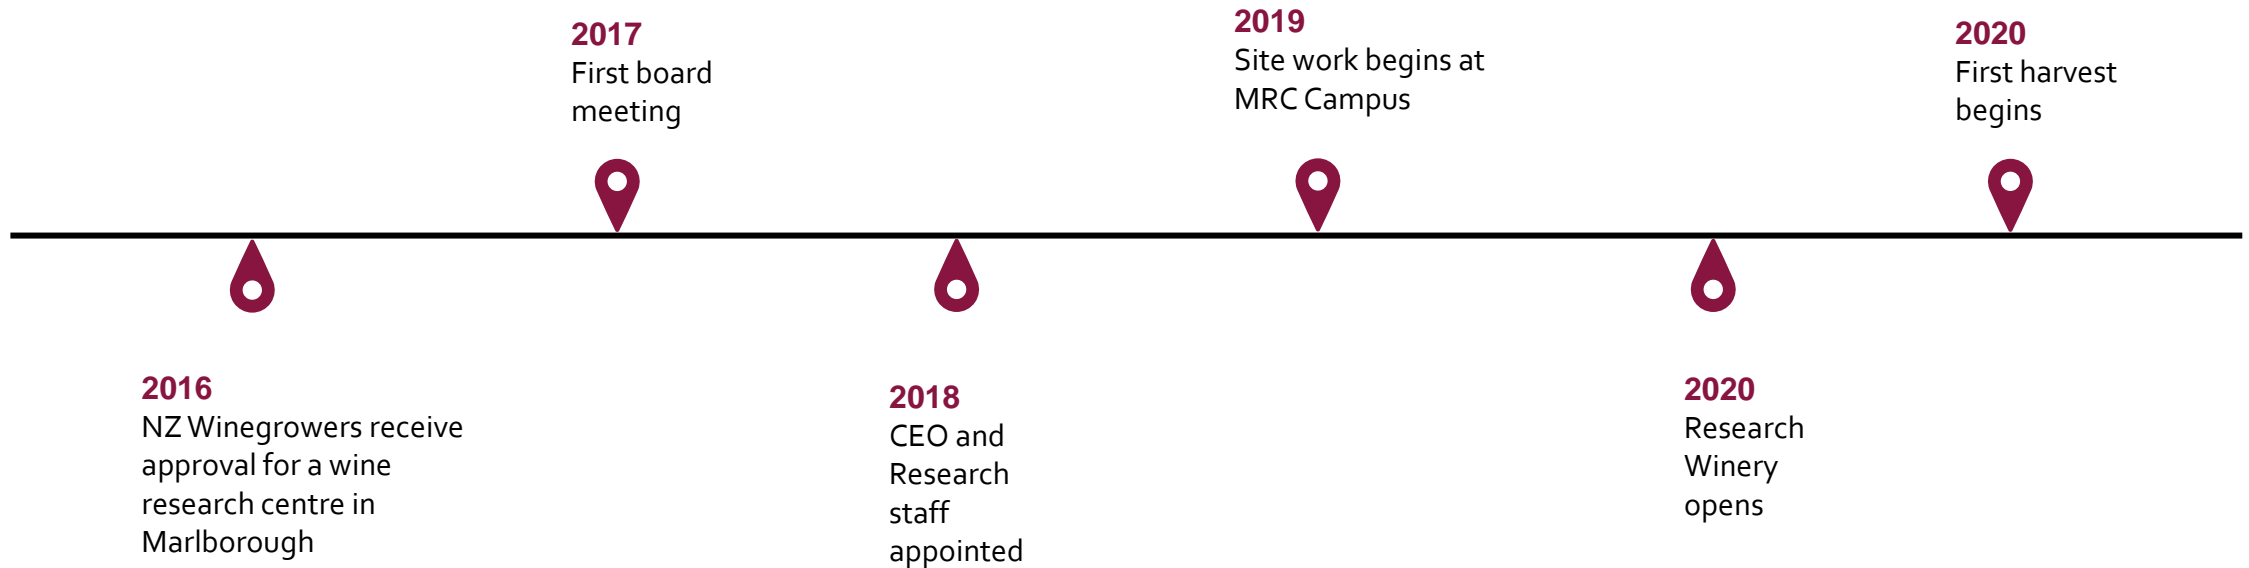 2016
NZ Winegrowers receive
approval for a wine
research centre in
Marlborough
2017
First board
meeting
2018
CEO and
Research
staff
appointed
2019
Site work begins at
MRC Campus
2020
Research
Winery
opens
2020
First harvest
begins